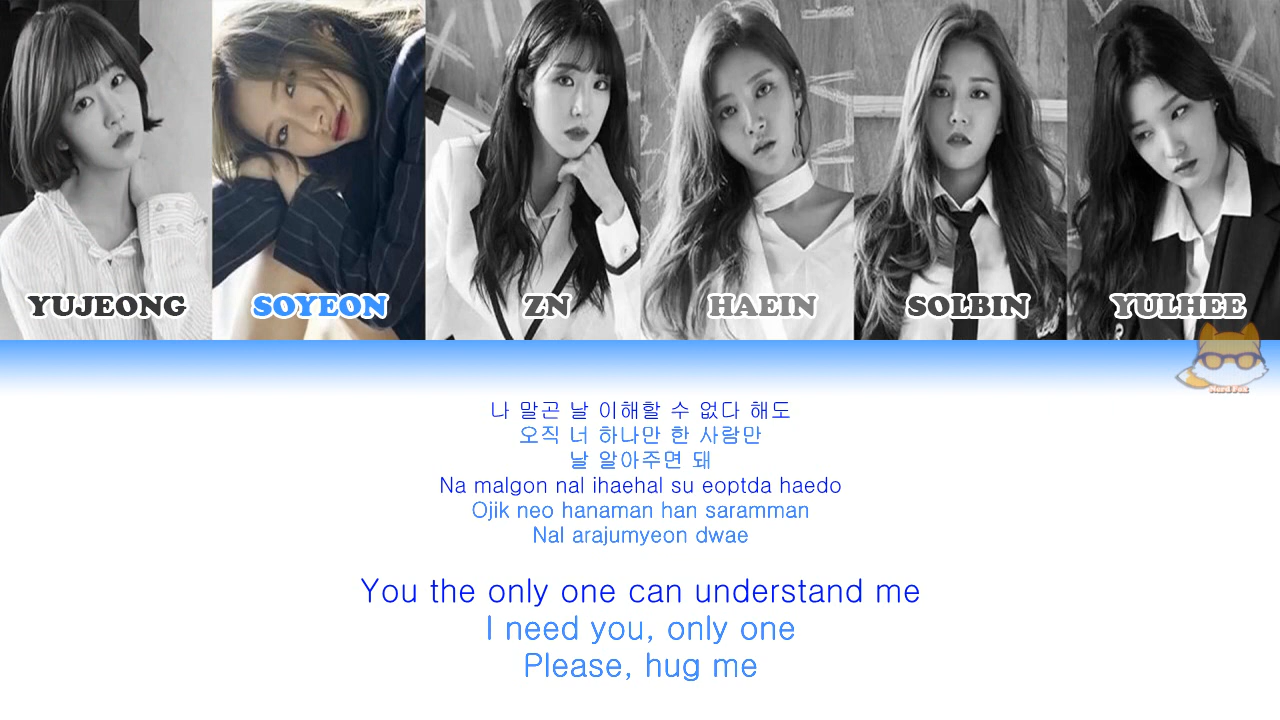 YUJEONG
SOYEON
ZN
HAEIN
SOLBIN
YULHEE
Nerd Fox
나 말곤 날 이해할 수 없다 해도
오직 너 하나만 한 사람만
날 알아주면 돼
Na malgon nal ihaehal su eoptda haedo
Ojik neo hanaman han saramman
Nal arajumyeon dwae
You the only one can understand me
I need you, only one
Please, hug me